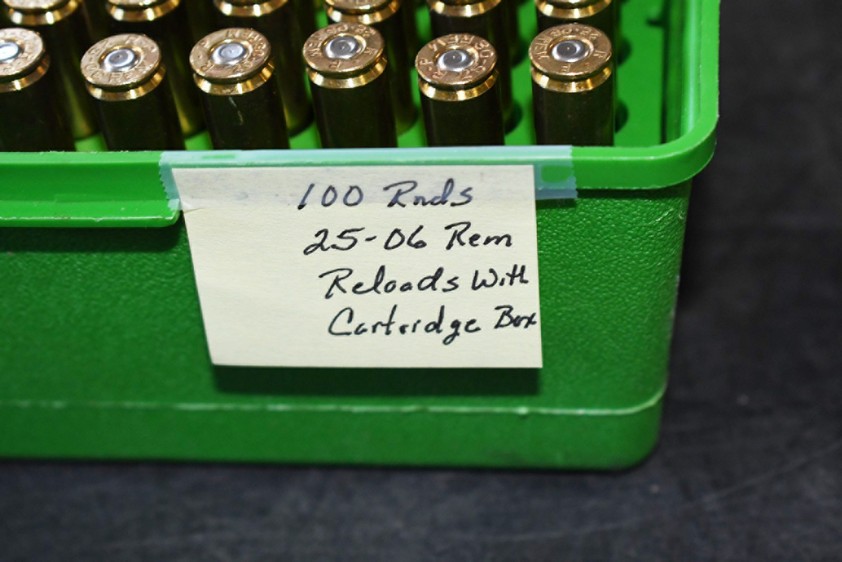 100 Rnds
25-06 Rem
Reloads With
Cartridge Box